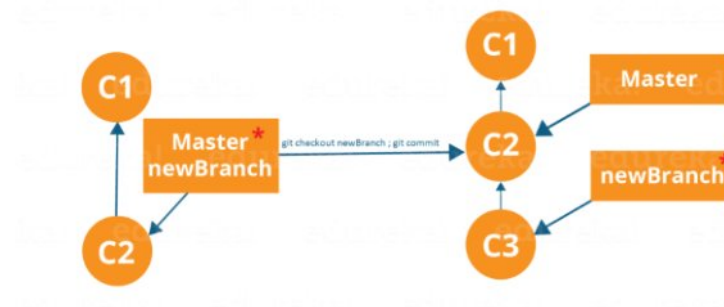 C1
Master *
newBranch
C2
git checkout newBranch ; git commit
C1
C2
C3
Master
newBranch *